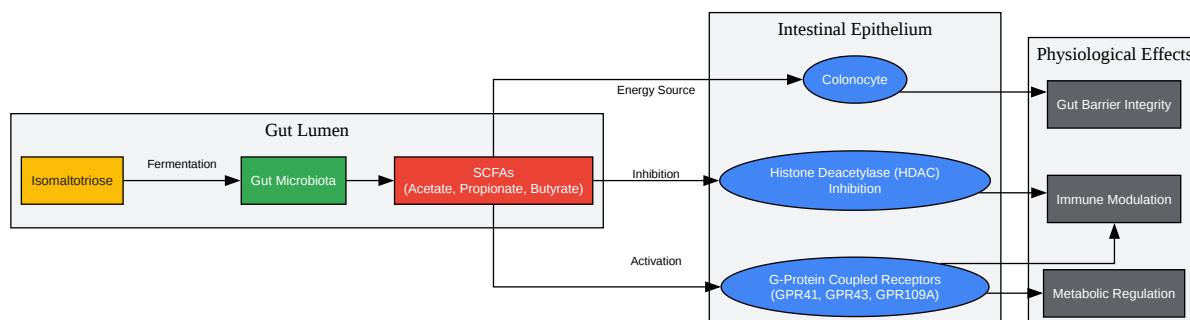 Gut Lumen
Isomaltotriose
Fermentation
Gut Microbiota
SCFAs
(Acetate, Propionate, Butyrate)
Energy Source
Inhibition
Activation
Intestinal Epithelium
Colonocyte
Histone Deacetylase (HDAC)
Inhibition
G-Protein Coupled Receptors
(GPR41, GPR43, GPR109A)
Physiological Effects
Gut Barrier Integrity
Immune Modulation
Metabolic Regulation